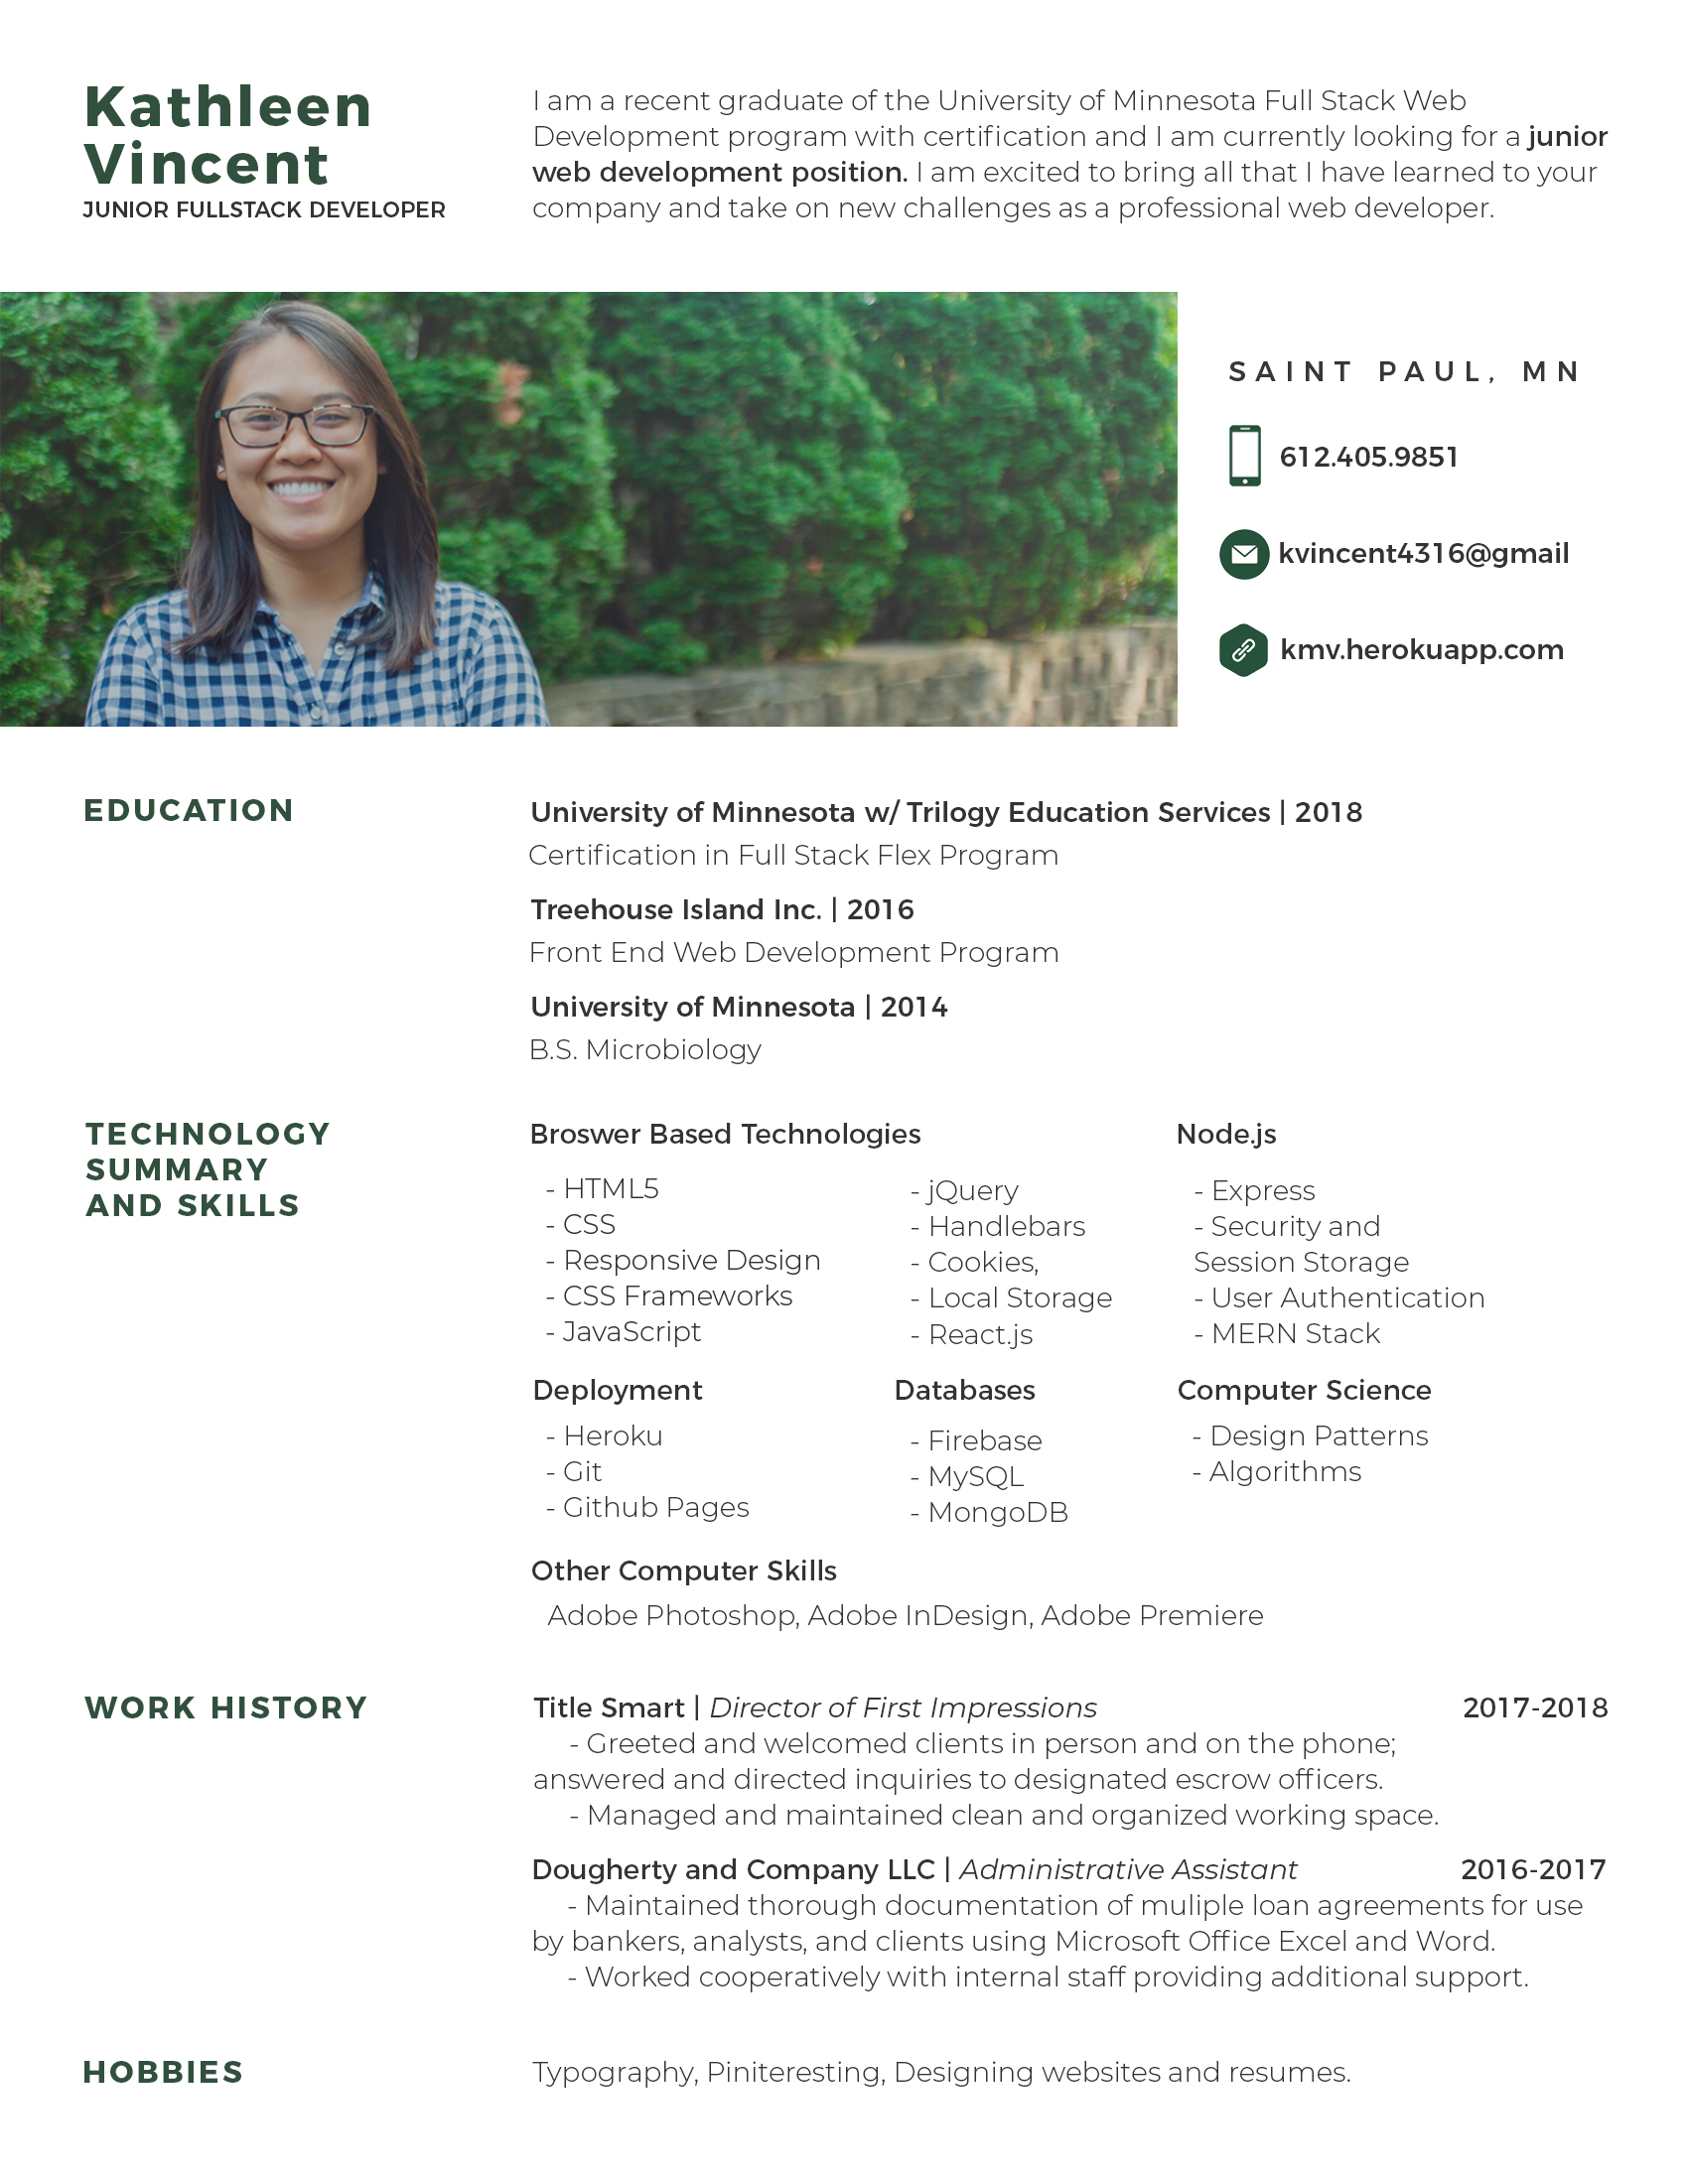 Kathleen
Vincent
JUNIOR FULLSTACK DEVELOPER
I am a recent graduate of the University of Minnesota Full Stack Web
Development program with certification and I am currently looking for a junior
web development position. I am excited to bring all that I have learned to your
company and take on new challenges as a professional web developer.
SAINT PAUL, MN
612.405.9851
kvincent4316@gmail
kmv.herokuapp.com
EDUCATION
University of Minnesota w/ Trilogy Education Services | 2018
Certification in Full Stack Flex Program
Treehouse Island Inc. | 2016
Front End Web Development Program
University of Minnesota | 2014
B.S. Microbiology
TECHNOLOGY
SUMMARY
AND SKILLS
Broswer Based Technologies
- HTML5
- CSS
- Responsive Design
- CSS Frameworks
- JavaScript
- jQuery
- Handlebars
- Cookies,
- Local Storage
- React.js
Node.js
- Express
- Security and
Session Storage
- User Authentication
- MERN Stack
Deployment
- Heroku
- Git
- Github Pages
Databases
- Firebase
- MySQL
- MongoDB
Computer Science
- Design Patterns
- Algorithms
Other Computer Skills
Adobe Photoshop, Adobe InDesign, Adobe Premiere
WORK HISTORY
Title Smart | Director of First Impressions 2017-2018
- Greeted and welcomed clients in person and on the phone;
answered and directed inquiries to designated escrow officers.
- Managed and maintained clean and organized working space.
Dougherty and Company LLC | Administrative Assistant 2016-2017
- Maintained thorough documentation of muliple loan agreements for use
by bankers, analysts, and clients using Microsoft Office Excel and Word.
- Worked cooperatively with internal staff providing additional support.
HOBBIES
Typography, Piniteresting, Designing websites and resumes.